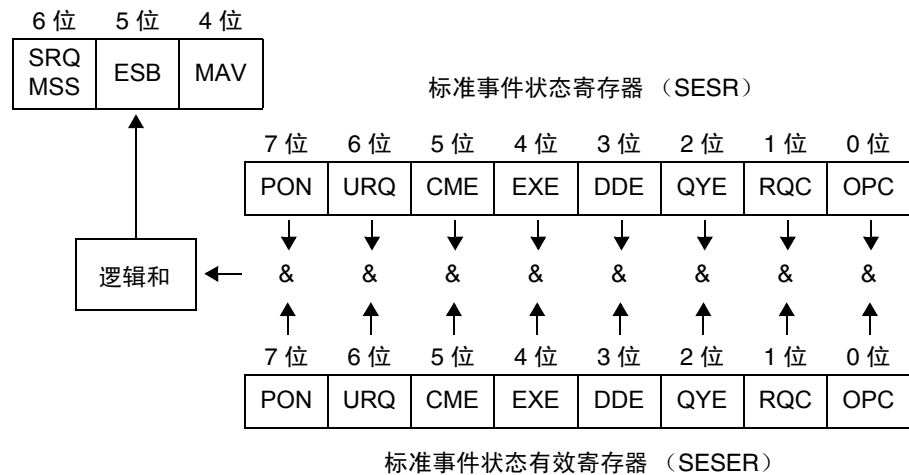 6 位 5 位 4 位
SRQ MSS ESB MAV
标准事件状态寄存器 （SESR）
7 位 6 位 5 位 4 位 3 位 2 位 1 位 0 位
PON URQ CME EXE DDE QYE RQC OPC
逻辑和 & & & & & & & &
7 位 6 位 5 位 4 位 3 位 2 位 1 位 0 位
PON URQ CME EXE DDE QYE RQC OPC
标准事件状态有效寄存器 （SESER）